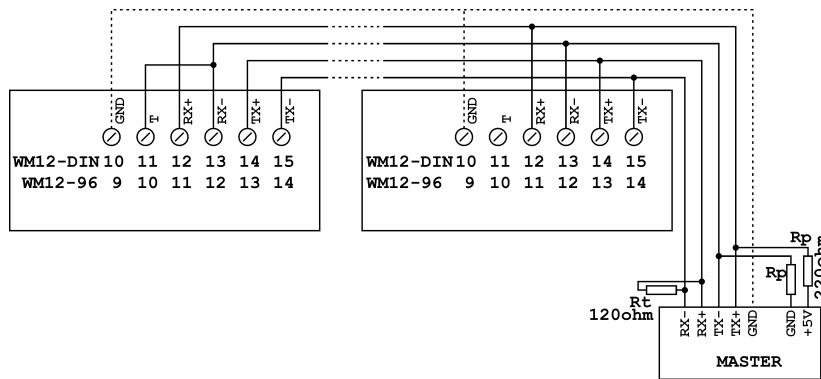 GND T RX+ RX- TX+ TX-
GND T RX+ RX- TX+ TX-
WM12-DIN 10 11 12 13 14 15
WM12-96 9 10 11 12 13 14
WM12-DIN 10 11 12 13 14 15
WM12-96 9 10 11 12 13 14
Rp
Rp
220ohm
Rt
120ohm
RX- RX+ TX- TX+ GND GND +5V
MASTER